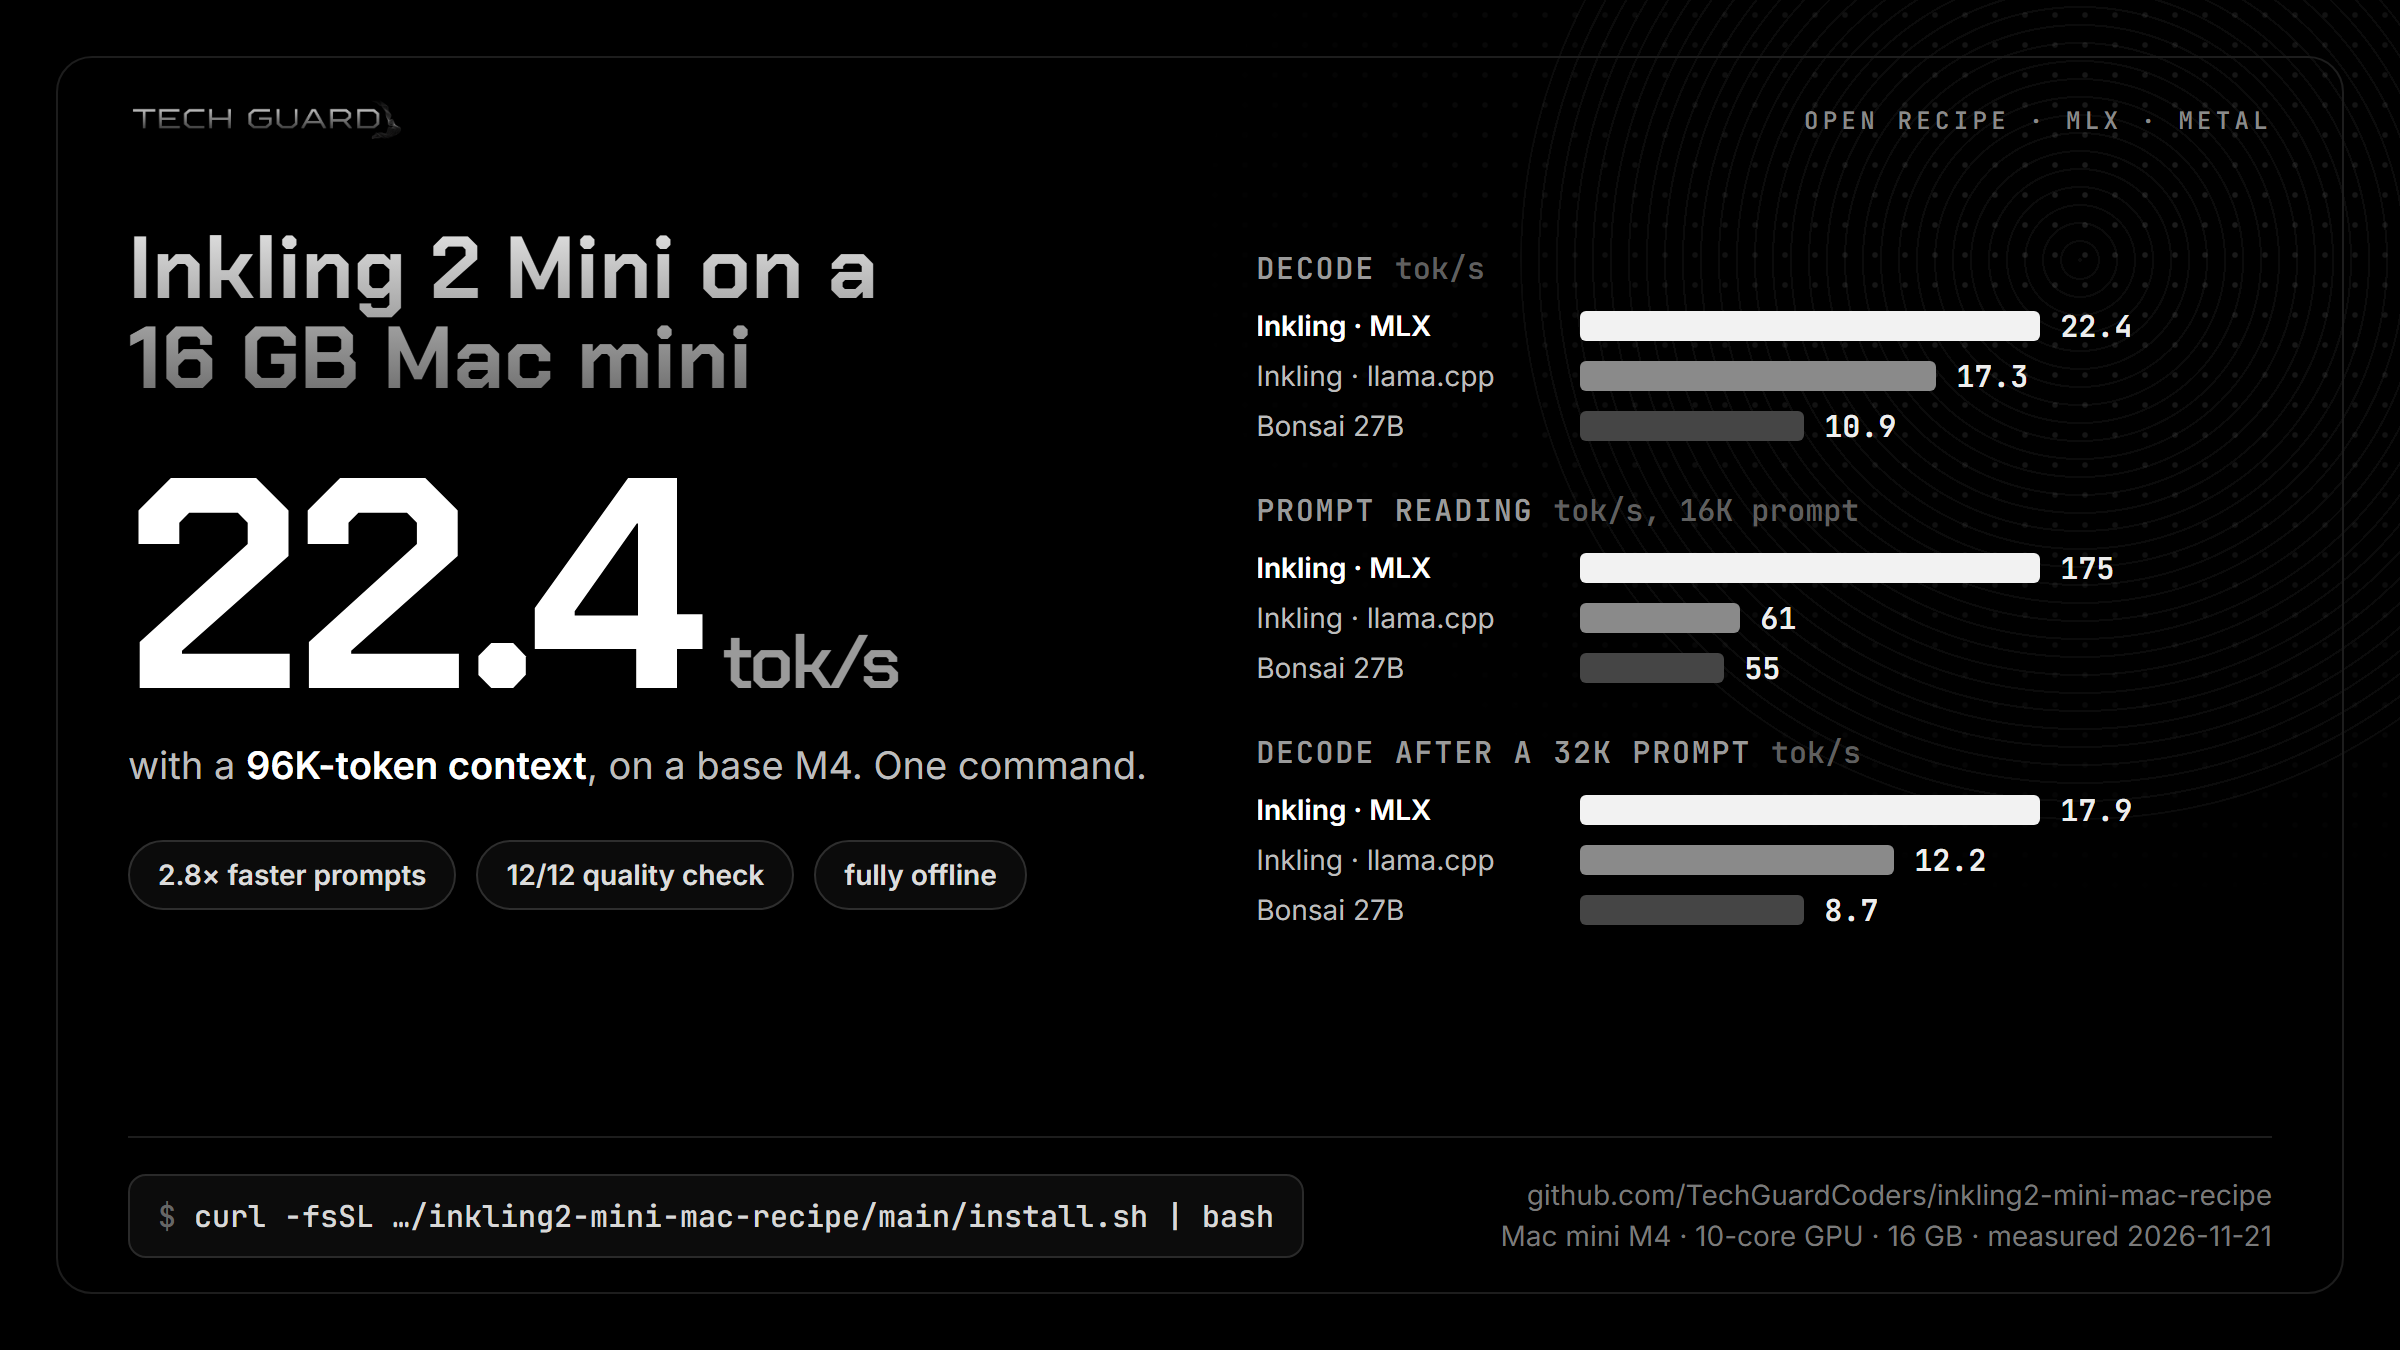 TECH GUARD
OPEN RECIPE · MLX · METAL
Inkling 2 Mini on a
16 GB Mac mini
22.4 tok/s
with a 96K-token context, on a base M4. One command.
2.8× faster prompts
12/12 quality check
fully offline
DECODE tok/s
Inkling · MLX 22.4
Inkling · llama.cpp 17.3
Bonsai 27B 10.9
PROMPT READING tok/s, 16K prompt
Inkling · MLX 175
Inkling · llama.cpp 61
Bonsai 27B 55
DECODE AFTER A 32K PROMPT tok/s
Inkling · MLX 17.9
Inkling · llama.cpp 12.2
Bonsai 27B 8.7
$ curl -fsSL …/inkling2-mini-mac-recipe/main/install.sh | bash
github.com/TechGuardCoders/inkling2-mini-mac-recipe
Mac mini M4 · 10-core GPU · 16 GB · measured 2026-11-21